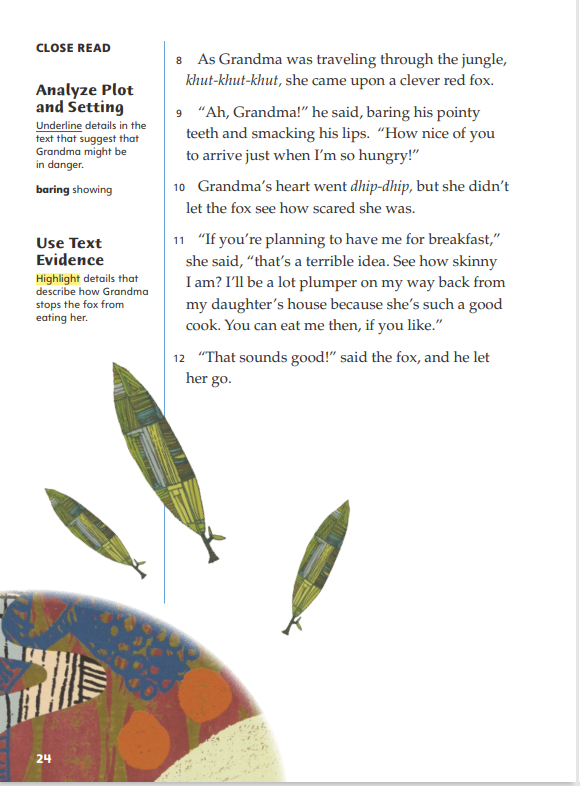 CLOSE READ
Analyze Plot
and Setting
Underline details in the
text that suggest that
Grandma might be
in danger.
baring showing
Use Text
Evidence
Highlight details that
describe how Grandma
stops the fox from
eating her.
8 As Grandma was traveling through the jungle,
khut-khut-khut, she came upon a clever red fox.
9 “Ah, Grandma!” he said, baring his pointy
teeth and smacking his lips. “How nice of you
to arrive just when I’m so hungry!”
10 Grandma’s heart went dhip-dhip, but she didn’t
let the fox see how scared she was.
11 “If you’re planning to have me for breakfast,”
she said, “that’s a terrible idea. See how skinny
I am? I’ll be a lot plumper on my way back from
my daughter’s house because she’s such a good
cook. You can eat me then, if you like.”
12 “That sounds good!” said the fox, and he let
her go.
24